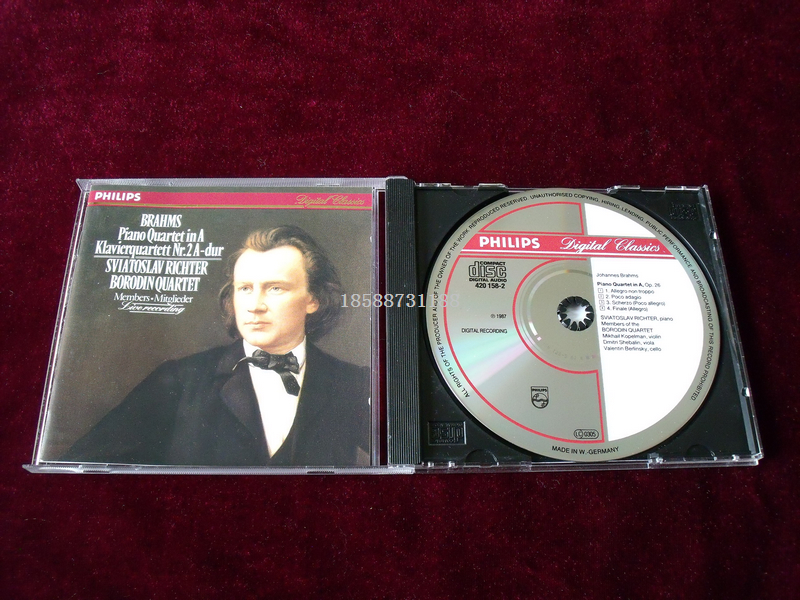 PHILIPS
Digital Classics
BRAHMS
Piano Quartet in A
Klavierquartett Nr. 2 A-dur
SVIATOSLAV RICHTER
BORODIN QUARTET
Members • Mitglieder
Live recording
ALL RIGHTS OF THE PRODUCER AND OF THE OWNER OF THE WORK REPRODUCED RESERVED. UNAUTHORISED COPYING, HIRING, LENDING, PUBLIC PERFORMANCE AND BROADCASTING OF THIS RECORD PROHIBITED.
PHILIPS
Digital Classics
COMPACT
disc
DIGITAL AUDIO
420 158-2
℗ 1987
DIGITAL RECORDING
Johannes Brahms
Piano Quartet in A, Op. 26
1. Allegro non troppo
2. Poco adagio
3. Scherzo (Poco allegro)
4. Finale (Allegro)
SVIATOSLAV RICHTER, piano
Members of the
BORODIN QUARTET
Mikhail Kopelman, violin
Dmitri Shebalin, viola
Valentin Berlinsky, cello
PHILIPS
LC 0305
MADE IN W.-GERMANY